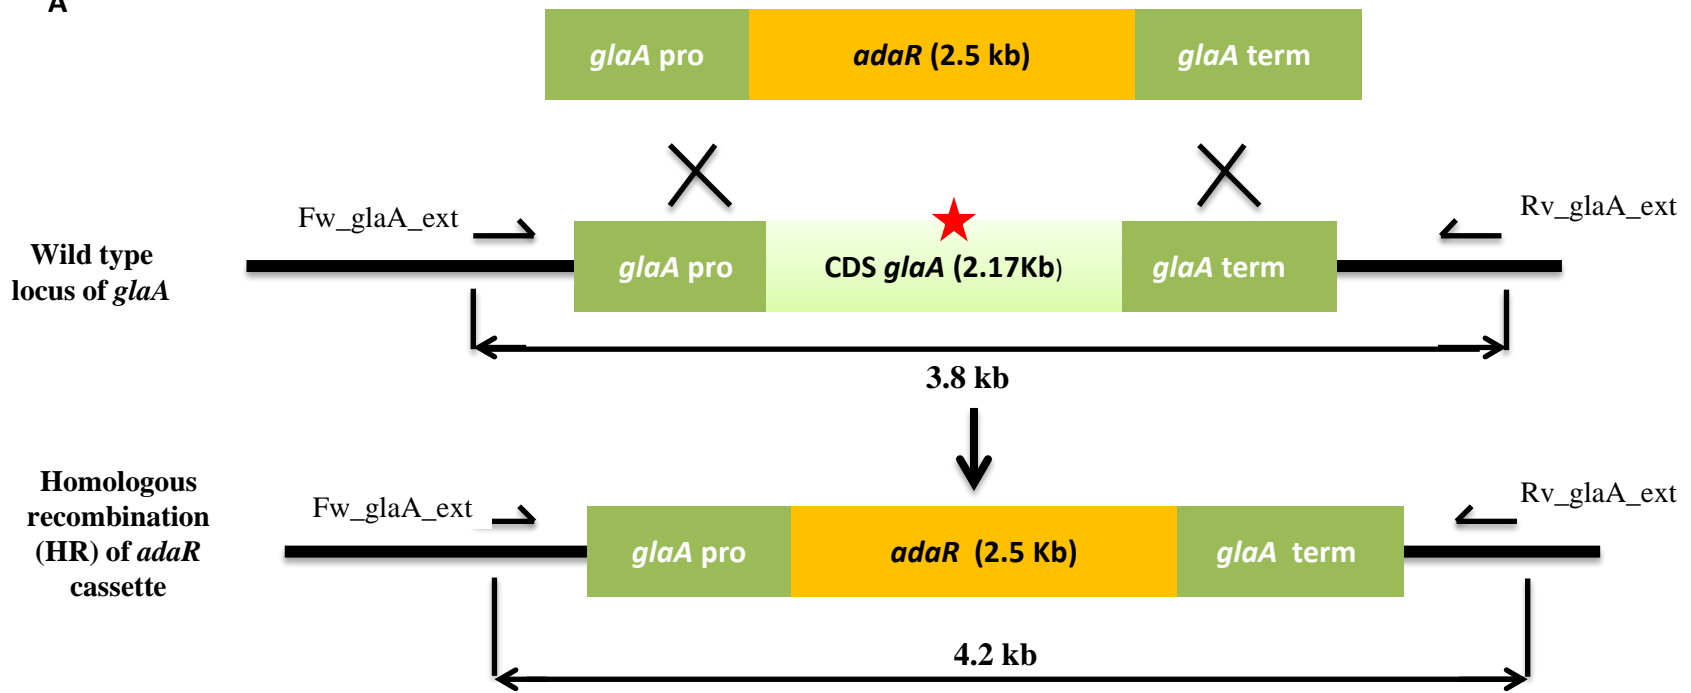 A
glaA pro
adaR (2.5 kb)
glaA term
Fw_glaA_ext
Rv_glaA_ext
Wild type
locus of glaA
glaA pro
CDS glaA (2.17Kb)
glaA term
3.8 kb
Homologous
recombination
(HR) of adaR
cassette
Fw_glaA_ext
Rv_glaA_ext
glaA pro
adaR (2.5 Kb)
glaA term
4.2 kb